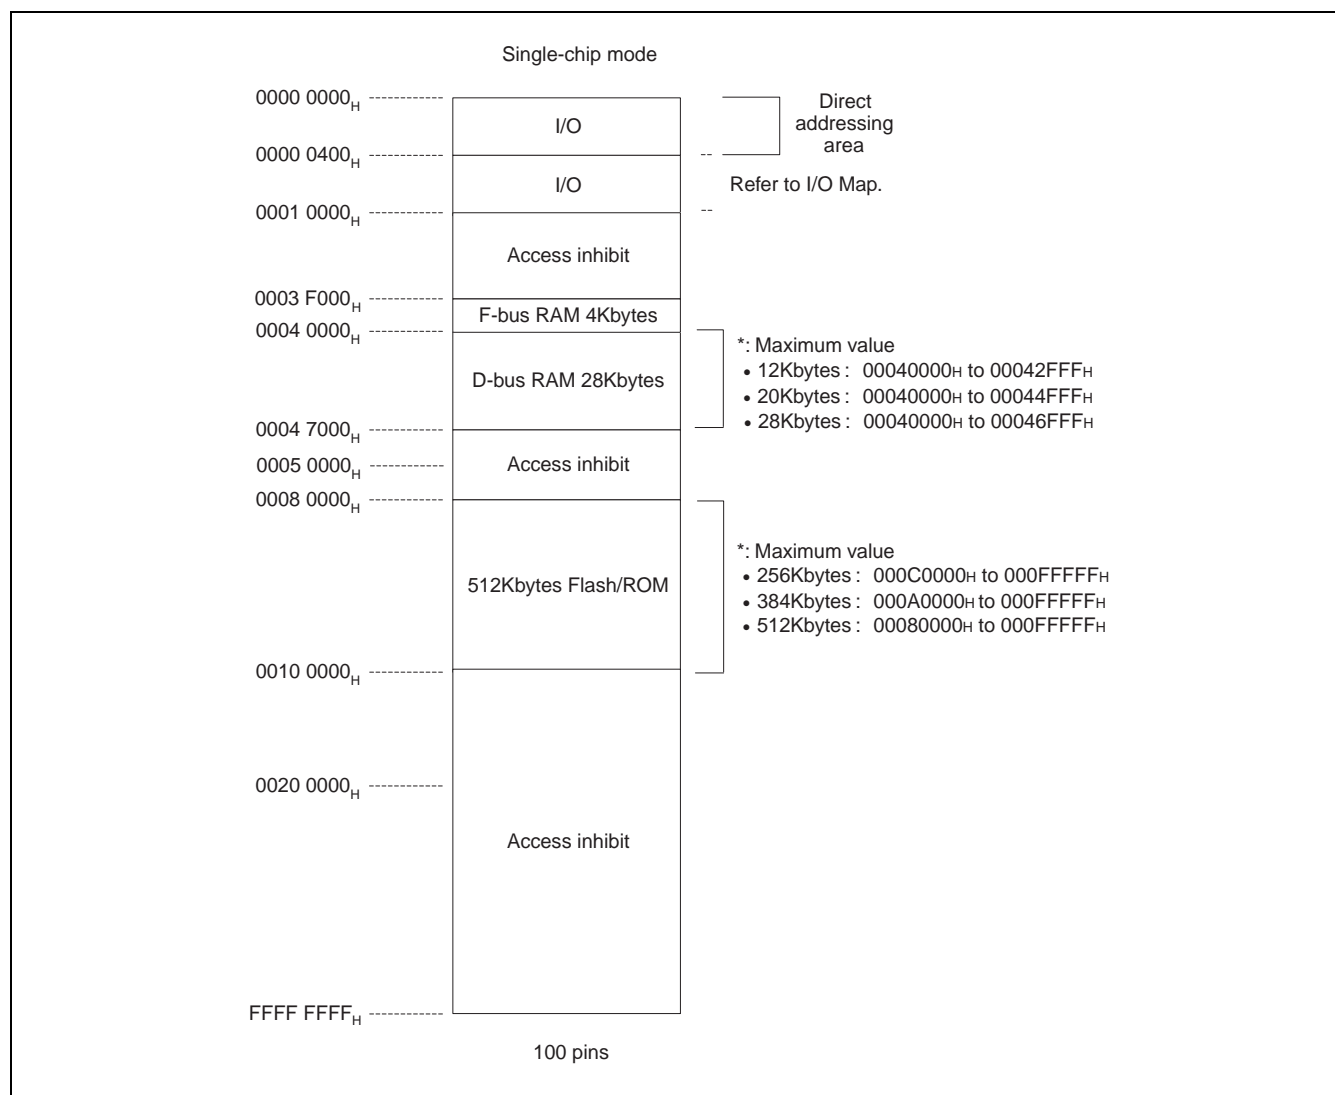 Single-chip mode
0000 0000H
I/O
Direct
addressing
area
0000 0400H
I/O
Refer to I/O Map.
0001 0000H
Access inhibit
0003 F000H
F-bus RAM 4Kbytes
0004 0000H
D-bus RAM 28Kbytes
*: Maximum value
• 12Kbytes : 00040000H to 00042FFFH
• 20Kbytes : 00040000H to 00044FFFH
• 28Kbytes : 00040000H to 00046FFFH
0004 7000H
Access inhibit
0005 0000H
0008 0000H
512Kbytes Flash/ROM
*: Maximum value
• 256Kbytes : 000C0000H to 000FFFFFH
• 384Kbytes : 000A0000H to 000FFFFFH
• 512Kbytes : 00080000H to 000FFFFFH
0010 0000H
0020 0000H
Access inhibit
FFFF FFFFH
100 pins